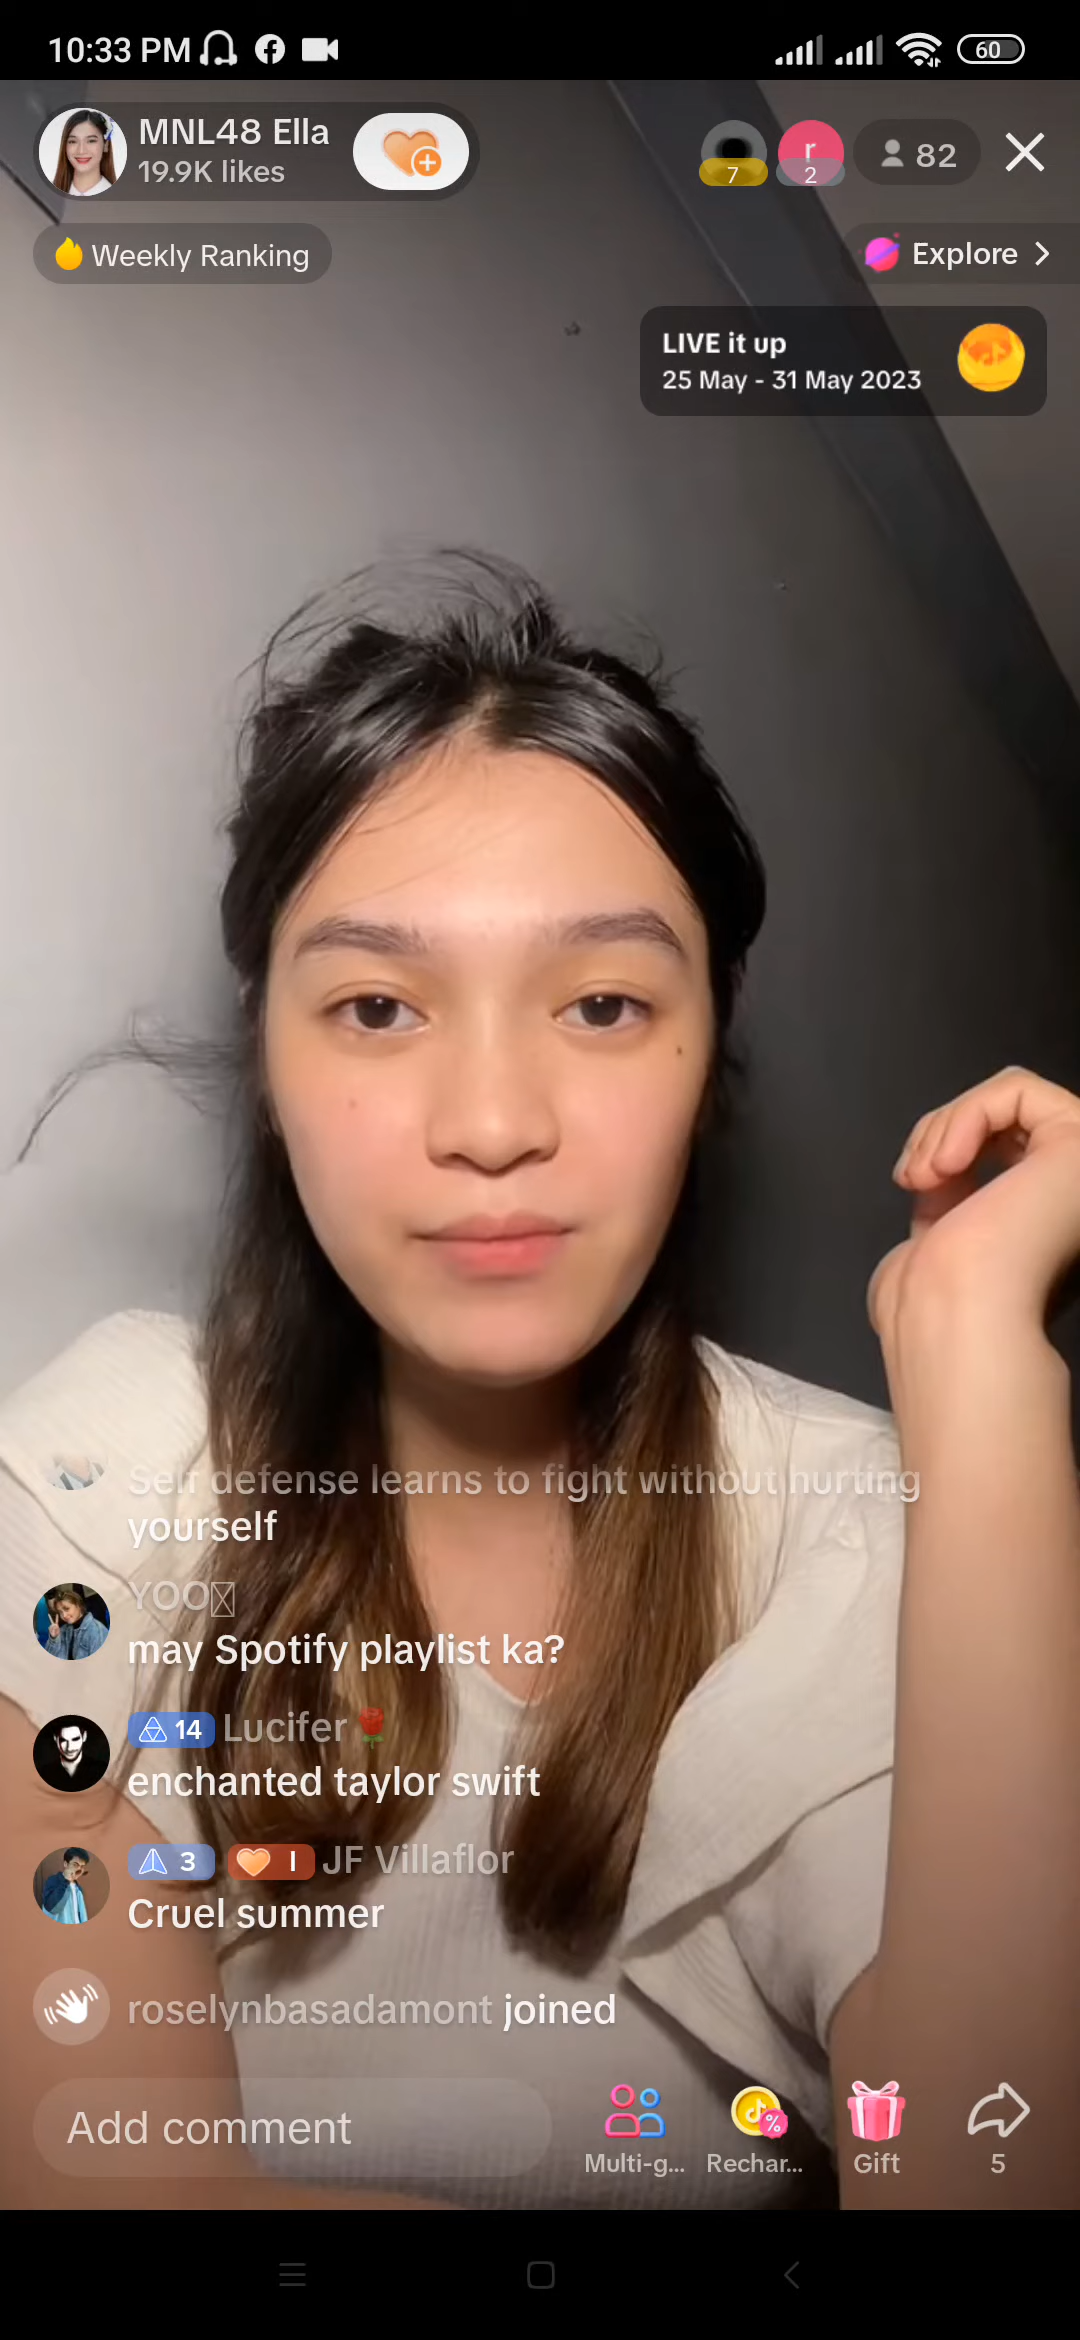 10:33 PM
60
MNL48 Ella
19.9K likes
7
r
2
82
Weekly Ranking
Explore
LIVE it up
25 May - 31 May 2023
Self defense learns to fight without hurting
yourself
YOO
may Spotify playlist ka?
14 Lucifer🌹
enchanted taylor swift
3 I JF Villaflor
Cruel summer
roselynbasadamont joined
Add comment
Multi-g...
Rechar...
Gift
5